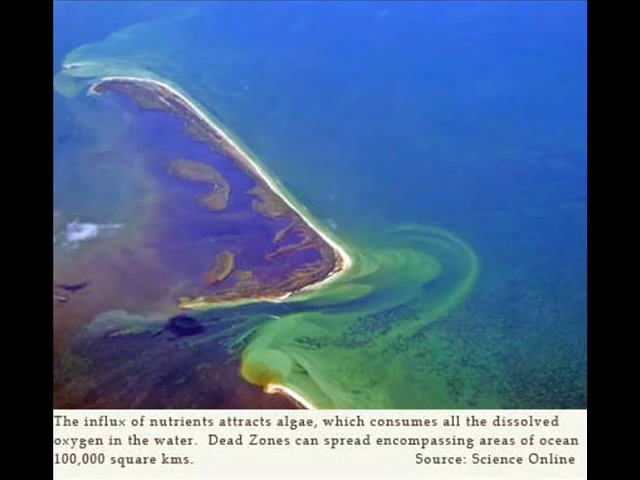 The influx of nutrients attracts algae, which consumes all the dissolved
oxygen in the water. Dead Zones can spread encompassing areas of ocean
100,000 square kms. Source: Science Online